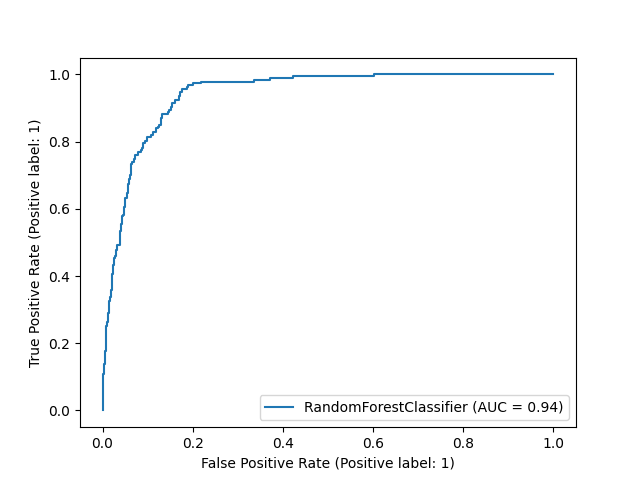 1.0
0.8
0.6
0.4
0.2
0.0
True Positive Rate (Positive label: 1)
RandomForestClassifier (AUC = 0.94)
0.0 0.2 0.4 0.6 0.8 1.0
False Positive Rate (Positive label: 1)